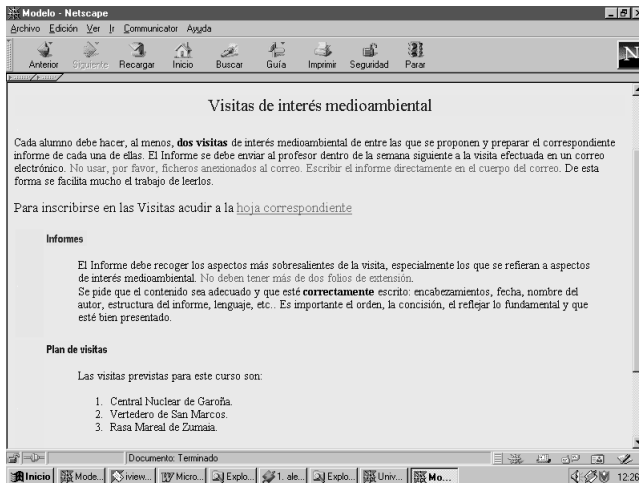 Modelo - Netscape
Archivo Edición Ver Ir Communicator Ayuda
Anterior Siguiente Recargar Inicio Buscar Guía Imprimir Seguridad Parar
N
Visitas de interés medioambiental
Cada alumno debe hacer, al menos, dos visitas de interés medioambiental de entre las que se proponen y preparar el correspondiente
informe de cada una de ellas. El Informe se debe enviar al profesor dentro de la semana siguiente a la visita efectuada en un correo
electrónico. No usar, por favor, ficheros anexionados al correo. Escribir el informe directamente en el cuerpo del correo. De esta
forma se facilita mucho el trabajo de leerlos.
Para inscribirse en las Visitas acudir a la hoja correspondiente
Informes
El Informe debe recoger los aspectos más sobresalientes de la visita, especialmente los que se refieran a aspectos
de interés medioambiental. No deben tener más de dos folios de extensión.
Se pide que el contenido sea adecuado y que esté correctamente escrito: encabezamientos, fecha, nombre del
autor, estructura del informe, lenguaje, etc.. Es importante el orden, la concisión, el reflejar lo fundamental y que
esté bien presentado.
Plan de visitas
Las visitas previstas para este curso son:
1. Central Nuclear de Garoña.
2. Vertedero de San Marcos.
3. Rasa Mareal de Zumaia.
Documento: Terminado
Inicio Mode... iview... Micro... Explo... 1. ale... Explo... Univ... Mo... 12:26